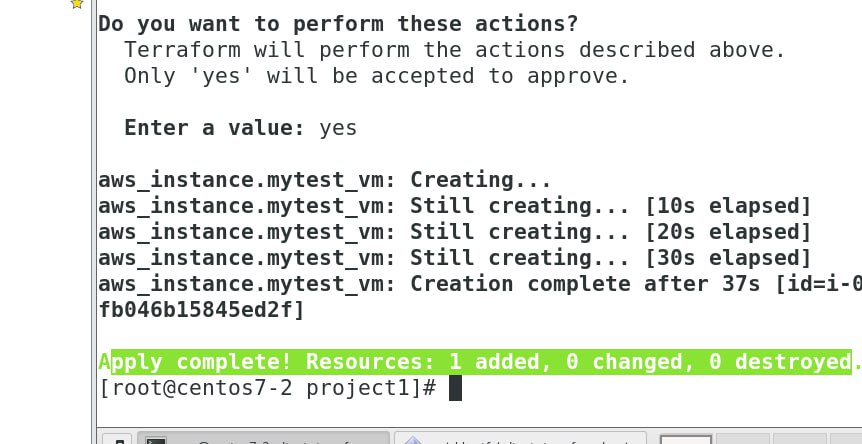 Do you want to perform these actions?
Terraform will perform the actions described above.
Only 'yes' will be accepted to approve.
Enter a value: yes
aws_instance.mytest_vm: Creating...
aws_instance.mytest_vm: Still creating... [10s elapsed]
aws_instance.mytest_vm: Still creating... [20s elapsed]
aws_instance.mytest_vm: Still creating... [30s elapsed]
aws_instance.mytest_vm: Creation complete after 37s [id=i-0
fb046b15845ed2f]
Apply complete! Resources: 1 added, 0 changed, 0 destroyed.
[root@centos7-2 project1]#